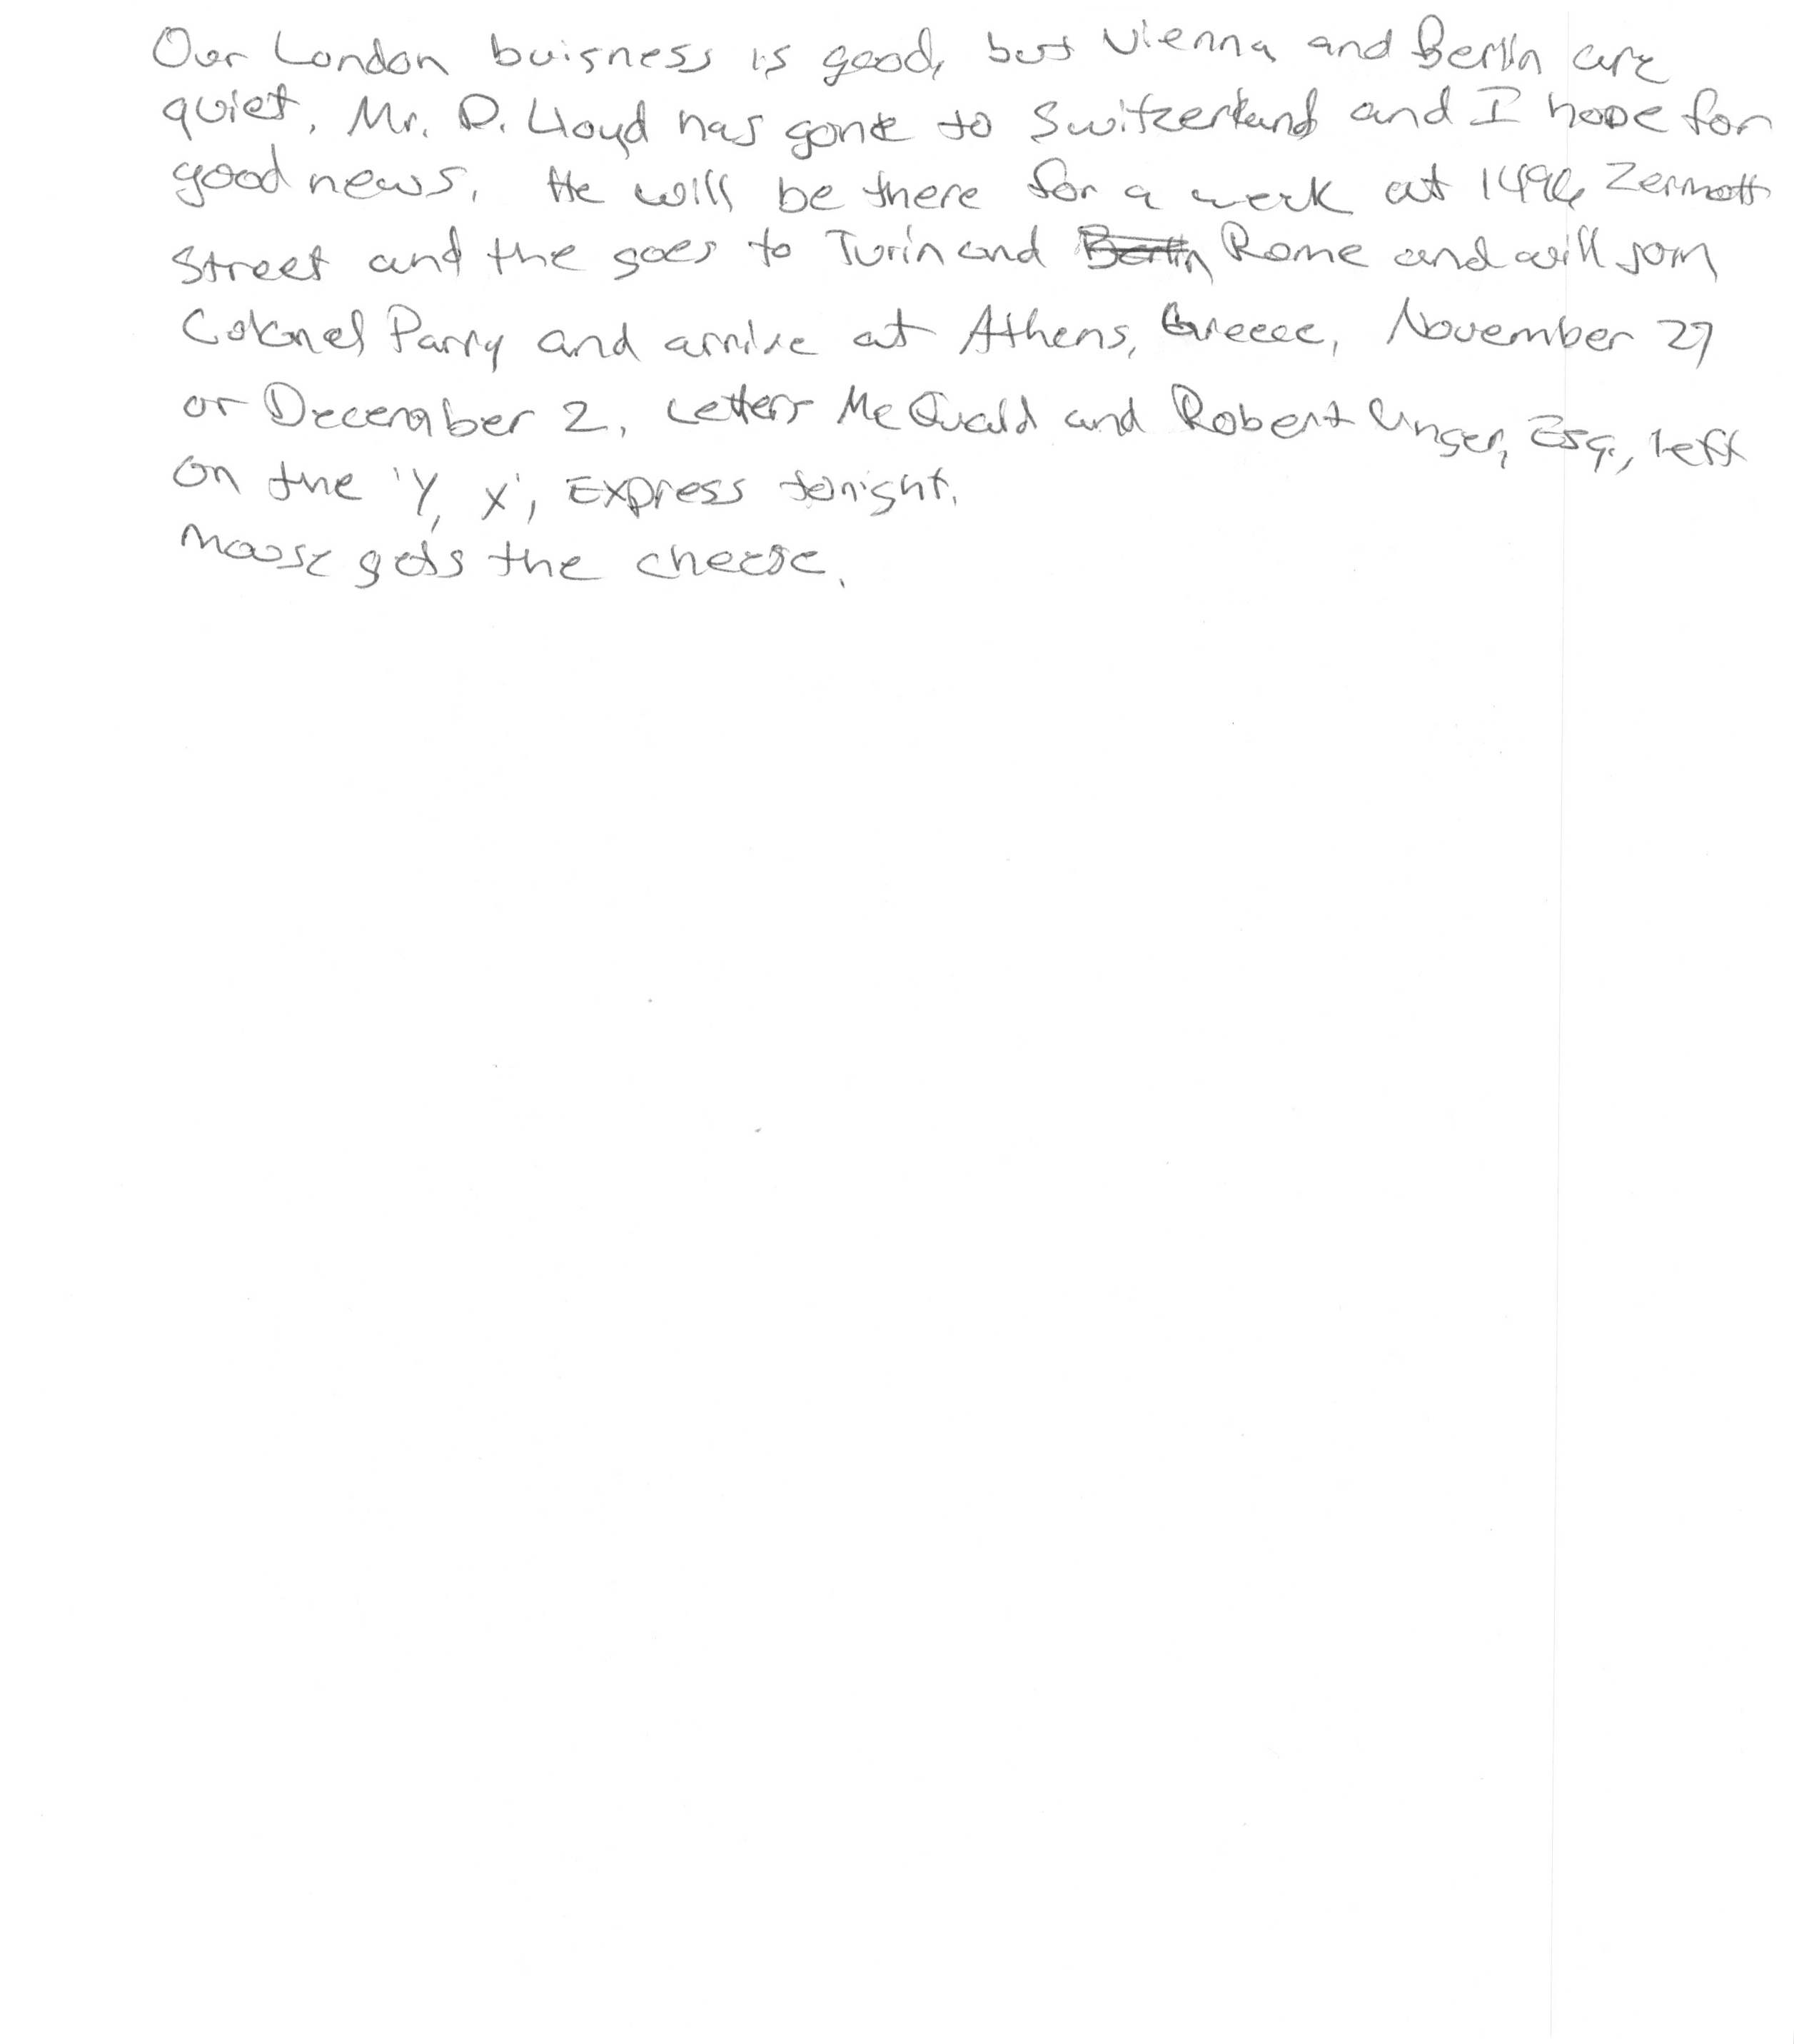 Our London buisness is good, but Vienna and Berlin are
quiet. Mr. D. Lloyd has gone to Switzerland and I hope for
good news. He will be there for a week at 1496 Zermott
Street and the goes to Turin and Berlin Rome and will join
Colonel Parry and arrive at Athens, Greece, November 27
or December 2. Letters McQuald and Robert Unger, Esq., left
on the 'Y, X', Express tonight.
Mouse gets the cheese.